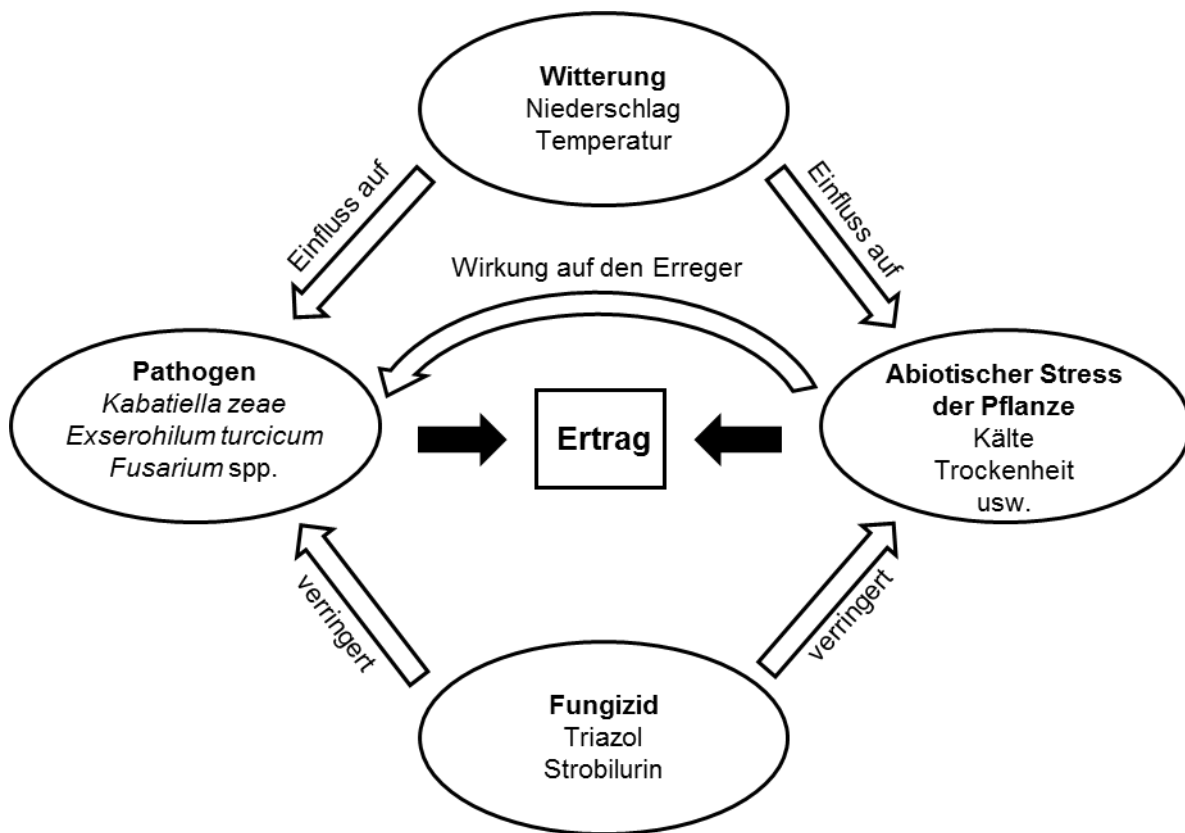 Witterung
Niederschlag
Temperatur
Einfluss auf
Einfluss auf
Wirkung auf den Erreger
Pathogen
Kabatiella zeae
Exserohilum turcicum
Fusarium spp.
Ertrag
Abiotischer Stress
der Pflanze
Kälte
Trockenheit
usw.
verringert
verringert
Fungizid
Triazol
Strobilurin